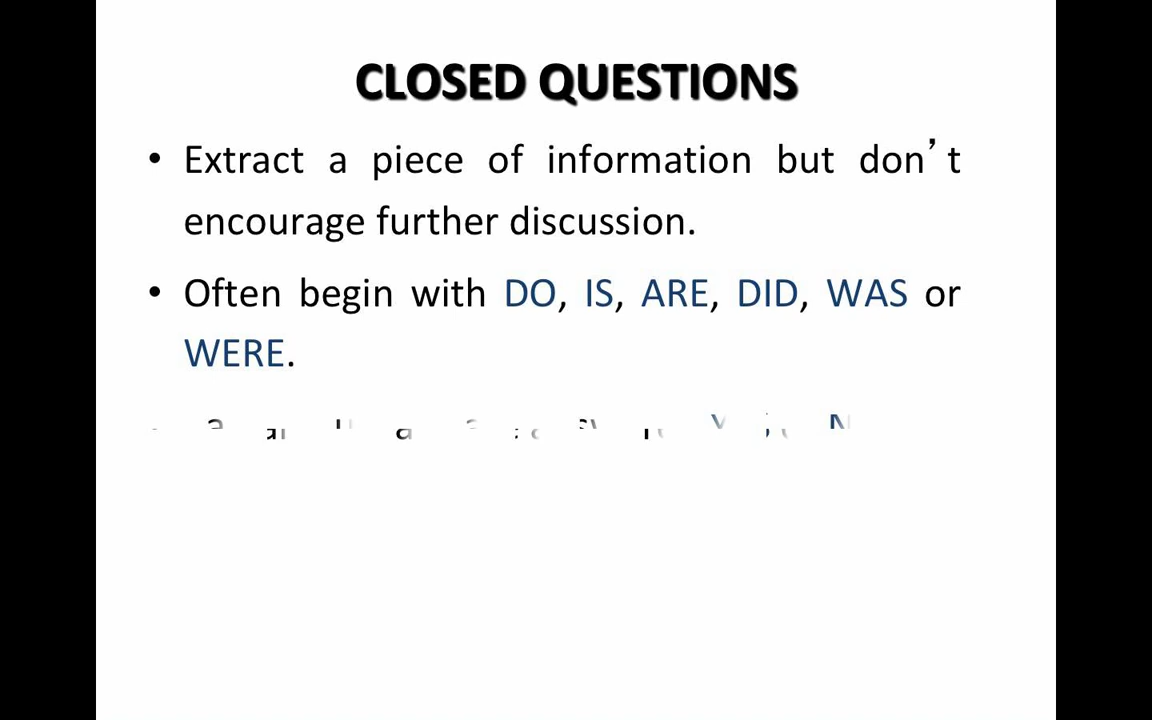 CLOSED QUESTIONS
• Extract a piece of information but don’t
encourage further discussion.
• Often begin with DO, IS, ARE, DID, WAS or
WERE.